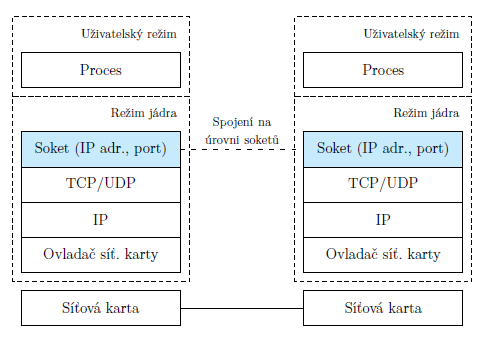 Uživatelský režim
Proces
Režim jádra
Soket (IP adr., port)
TCP/UDP
IP
Ovladač síť. karty
Síťová karta
Spojení na
úrovni soketů
Uživatelský režim
Proces
Režim jádra
Soket (IP adr., port)
TCP/UDP
IP
Ovladač síť. karty
Síťová karta